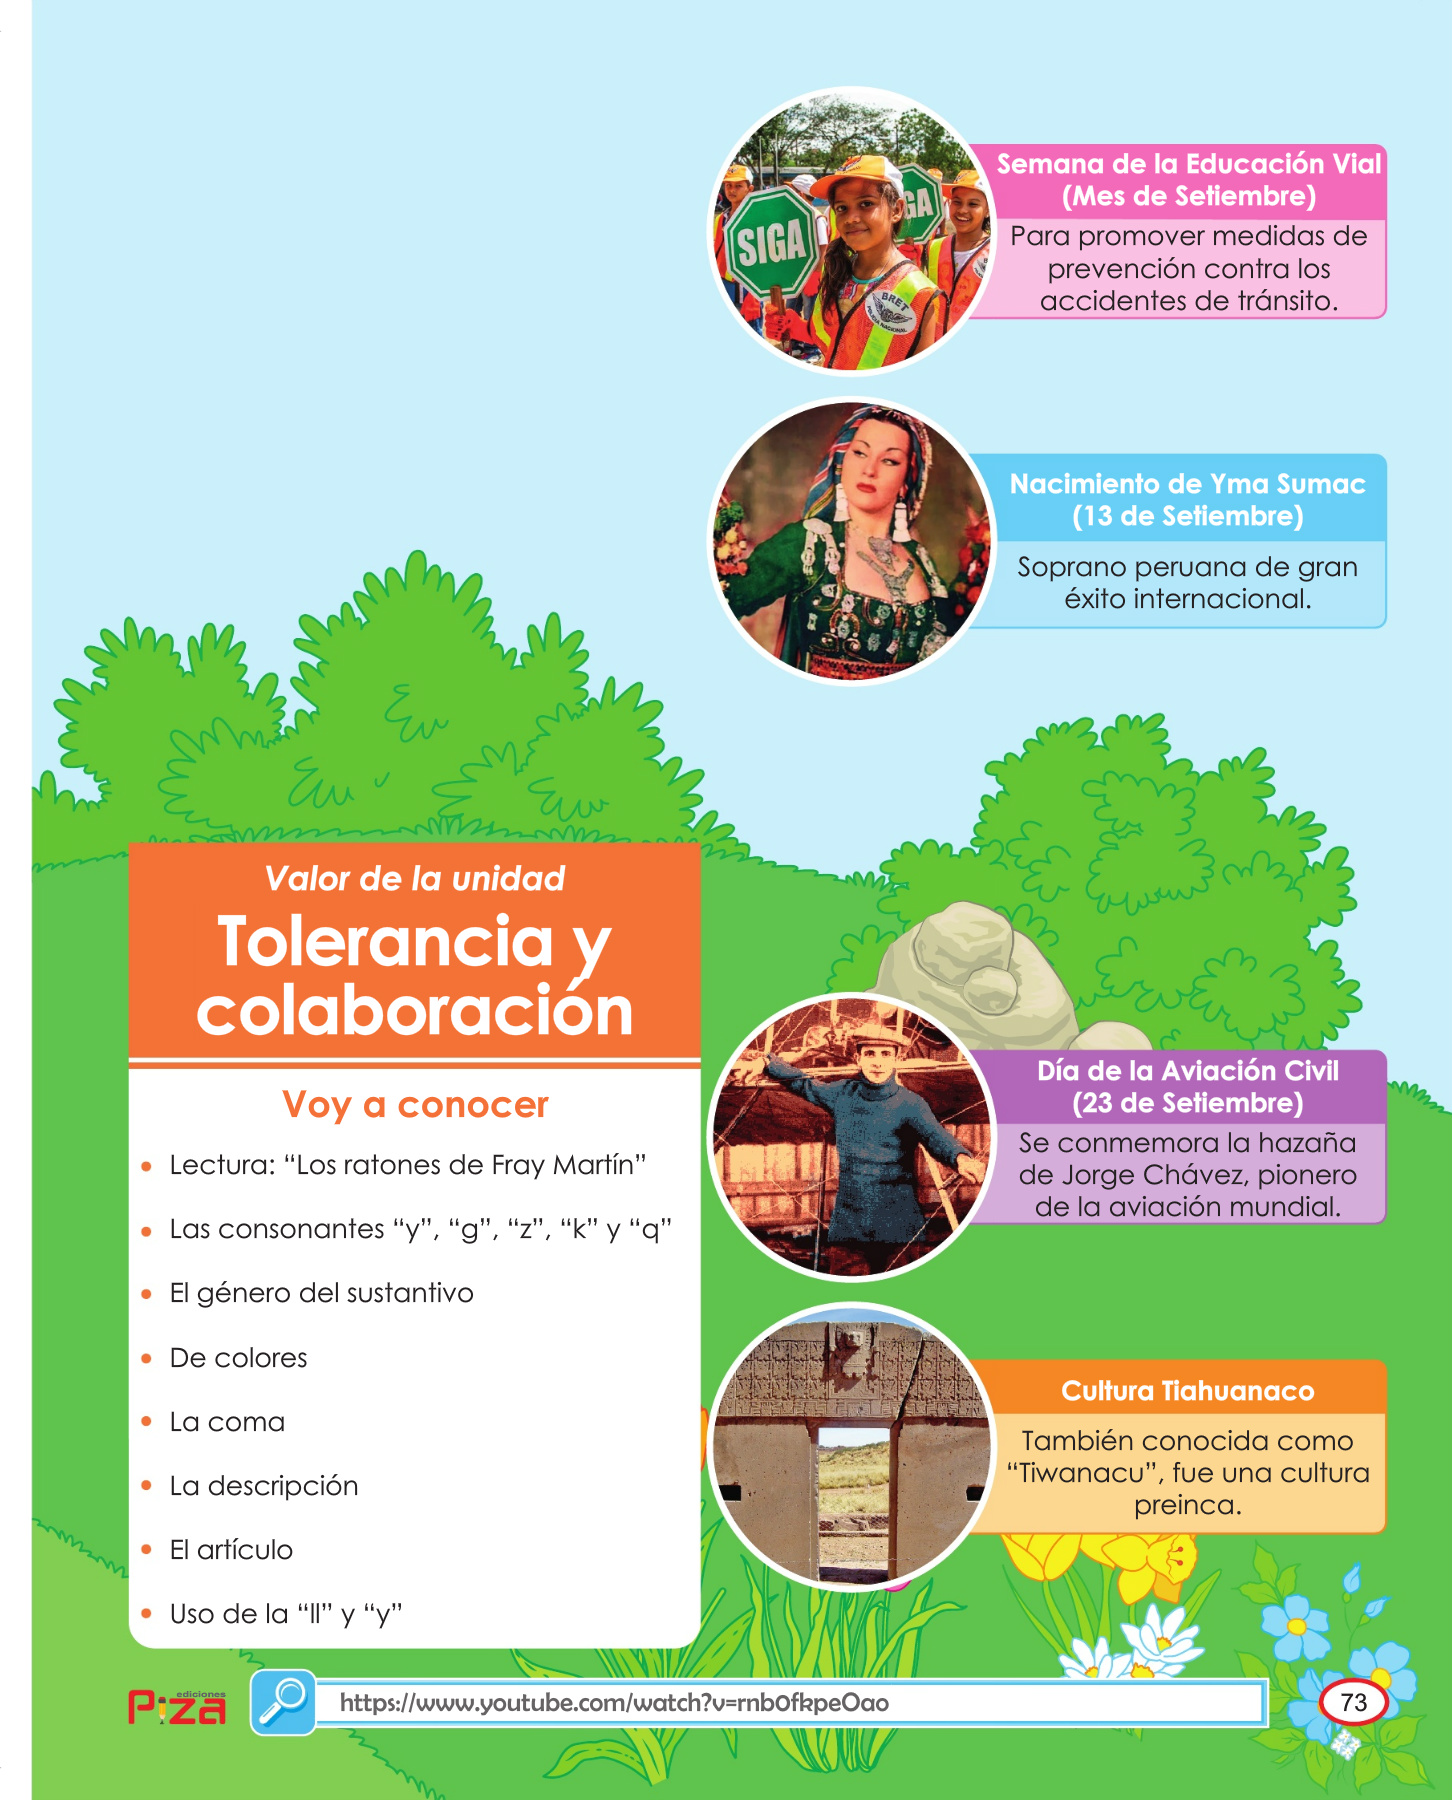 SIGA
GA
BRET
POLICIA NACIONAL
Semana de la Educación Vial
(Mes de Setiembre)
Para promover medidas de
prevención contra los
accidentes de tránsito.
Nacimiento de Yma Sumac
(13 de Setiembre)
Soprano peruana de gran
éxito internacional.
Valor de la unidad
Tolerancia y
colaboración
Voy a conocer
• Lectura: “Los ratones de Fray Martín”
• Las consonantes “y”, “g”, “z”, “k” y “q”
• El género del sustantivo
• De colores
• La coma
• La descripción
• El artículo
• Uso de la “ll” y “y”
Día de la Aviación Civil
(23 de Setiembre)
Se conmemora la hazaña
de Jorge Chávez, pionero
de la aviación mundial.
Cultura Tiahuanaco
También conocida como
“Tiwanacu”, fue una cultura
preinca.
ediciones
Piza
https://www.youtube.com/watch?v=rnb0fkpeOao
73